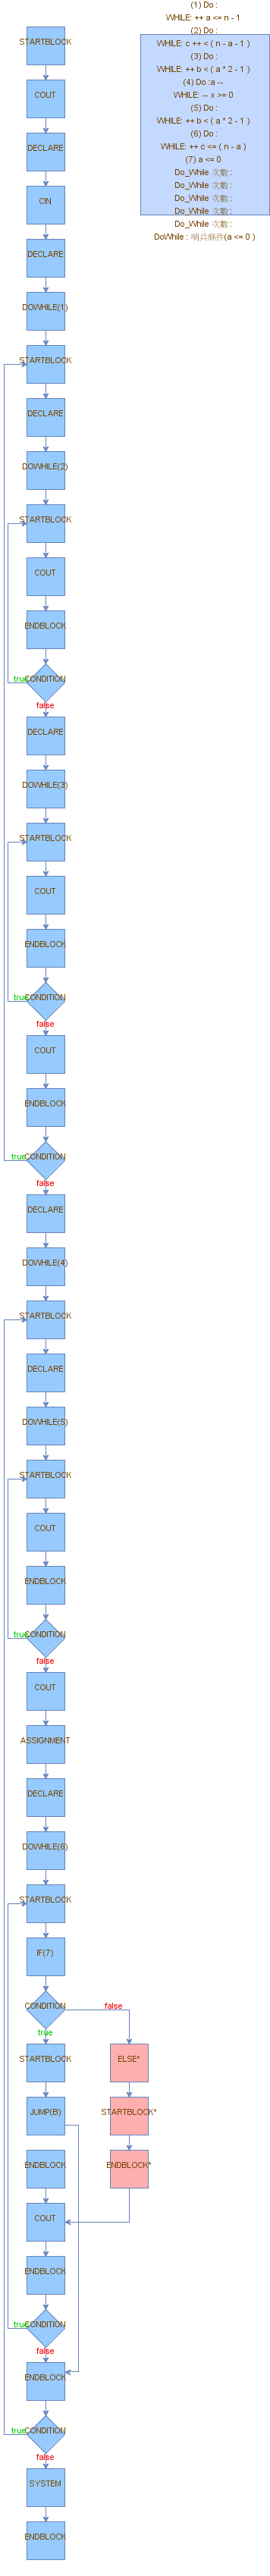 (1) Do :
WHILE: ++ a <= n - 1
(2) Do :
WHILE: c ++ < ( n - a - 1 )
(3) Do :
WHILE: ++ b < ( a * 2 - 1 )
(4) Do :a --
WHILE: -- x >= 0
(5) Do :
WHILE: ++ b < ( a * 2 - 1 )
(6) Do :
WHILE: ++ c <= ( n - a )
(7) a <= 0
Do_While 次數 :
Do_While 次數 :
Do_While 次數 :
Do_While 次數 :
Do_While 次數 :
DoWhile : 哨兵條件(a <= 0 )
STARTBLOCK
COUT
DECLARE
CIN
DECLARE
DOWHILE(1)
STARTBLOCK
DECLARE
DOWHILE(2)
STARTBLOCK
COUT
ENDBLOCK
true CONDITION
false
DECLARE
DOWHILE(3)
STARTBLOCK
COUT
ENDBLOCK
true CONDITION
false
COUT
ENDBLOCK
true CONDITION
false
DECLARE
DOWHILE(4)
STARTBLOCK
DECLARE
DOWHILE(5)
STARTBLOCK
COUT
ENDBLOCK
true CONDITION
false
COUT
ASSIGNMENT
DECLARE
DOWHILE(6)
STARTBLOCK
IF(7)
CONDITION false
true
STARTBLOCK ELSE*
JUMP(B) STARTBLOCK*
ENDBLOCK ENDBLOCK*
COUT
ENDBLOCK
true CONDITION
false
ENDBLOCK
true CONDITION
false
SYSTEM
ENDBLOCK